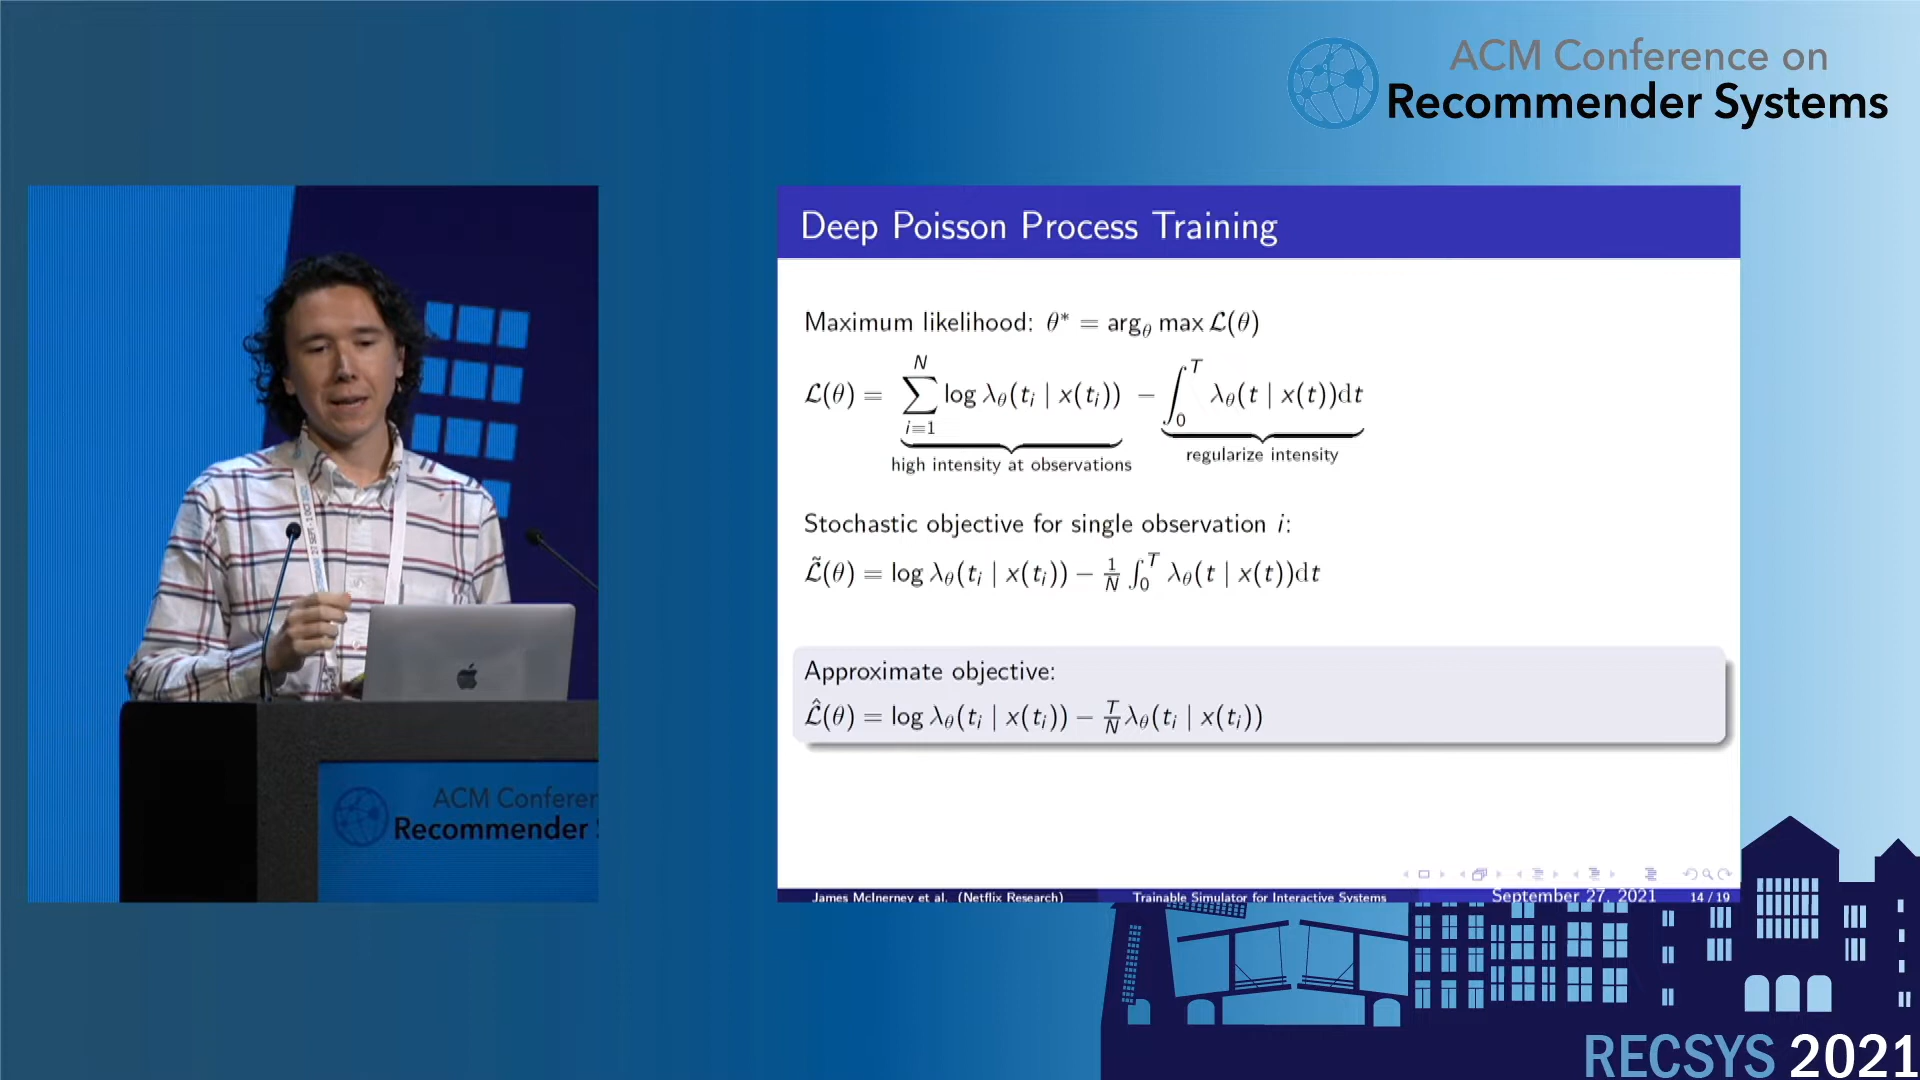 ACM Conference on
Recommender Systems
Deep Poisson Process Training
Maximum likelihood: θ* = arg_θ max ℒ(θ)
ℒ(θ) = ∑_{i=1}^{N} log λ_θ(t_i | x(t_i)) − ∫_0^T λ_θ(t | x(t))dt
high intensity at observations
regularize intensity
Stochastic objective for single observation i:
ℒ̃(θ) = log λ_θ(t_i | x(t_i)) − 1/N ∫_0^T λ_θ(t | x(t))dt
Approximate objective:
ℒ̂(θ) = log λ_θ(t_i | x(t_i)) − T/N λ_θ(t_i | x(t_i))
James McInerney et al. (Netflix Research)
Trainable Simulator for Interactive Systems
September 27, 2021
14 / 19
ACM Conferen
Recommender S
RECSYS 2021